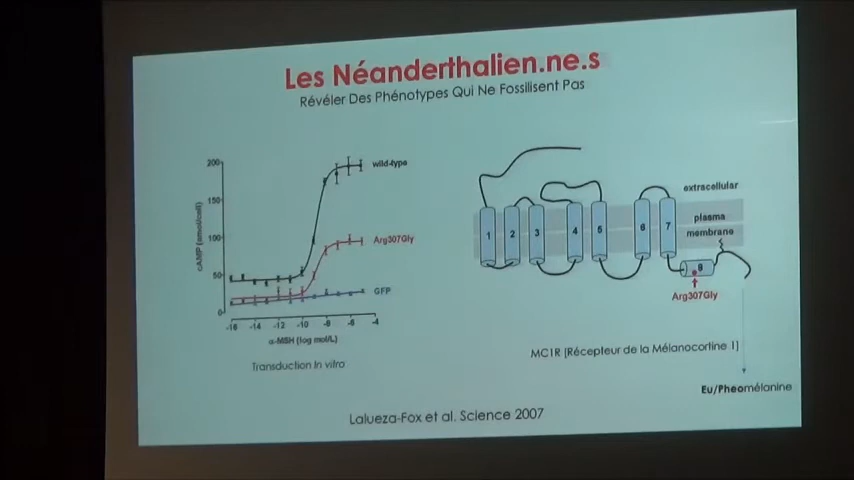 Les Néanderthalien.ne.s
Révéler Des Phénotypes Qui Ne Fossilisent Pas
200
150
100
50
0
cAMP (nmol/cell)
wild-type
Arg307Gly
GFP
-16 -14 -12 -10 -8 -6 -4
α-MSH (log mol/L)
Transduction In vitro
extracellular
plasma
membrane
1 2 3 4 5 6 7
8
Arg307Gly
MC1R [Récepteur de la Mélanocortine 1]
Eu/Pheomélanine
Lalueza-Fox et al. Science 2007